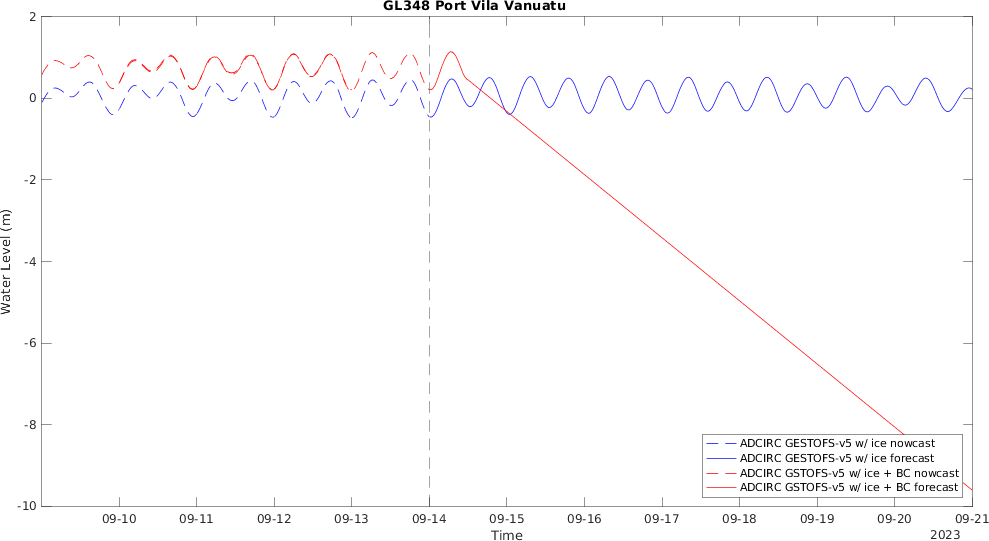 GL348 Port Vila Vanuatu
Water Level (m)
2
0
-2
-4
-6
-8
-10
ADCIRC GESTOFS-v5 w/ ice nowcast
ADCIRC GESTOFS-v5 w/ ice forecast
ADCIRC GSTOFS-v5 w/ ice + BC nowcast
ADCIRC GSTOFS-v5 w/ ice + BC forecast
09-10 09-11 09-12 09-13 09-14 09-15 09-16 09-17 09-18 09-19 09-20 09-21
Time
2023